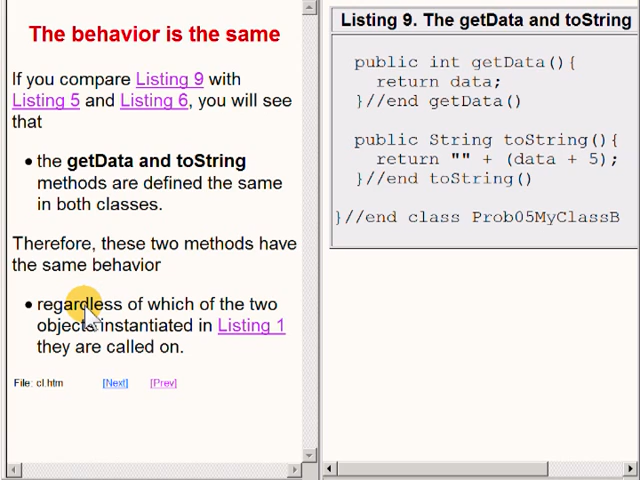 The behavior is the same
If you compare Listing 9 with
Listing 5 and Listing 6, you will see
that
• the getData and toString
methods are defined the same
in both classes.
Therefore, these two methods have
the same behavior
• regardless of which of the two
objects instantiated in Listing 1
they are called on.
File: cl.htm [Next] [Prev]
Listing 9. The getData and toString
public int getData(){
return data;
}//end getData()
public String toString(){
return "" + (data + 5);
}//end toString()
}//end class Prob05MyClassB